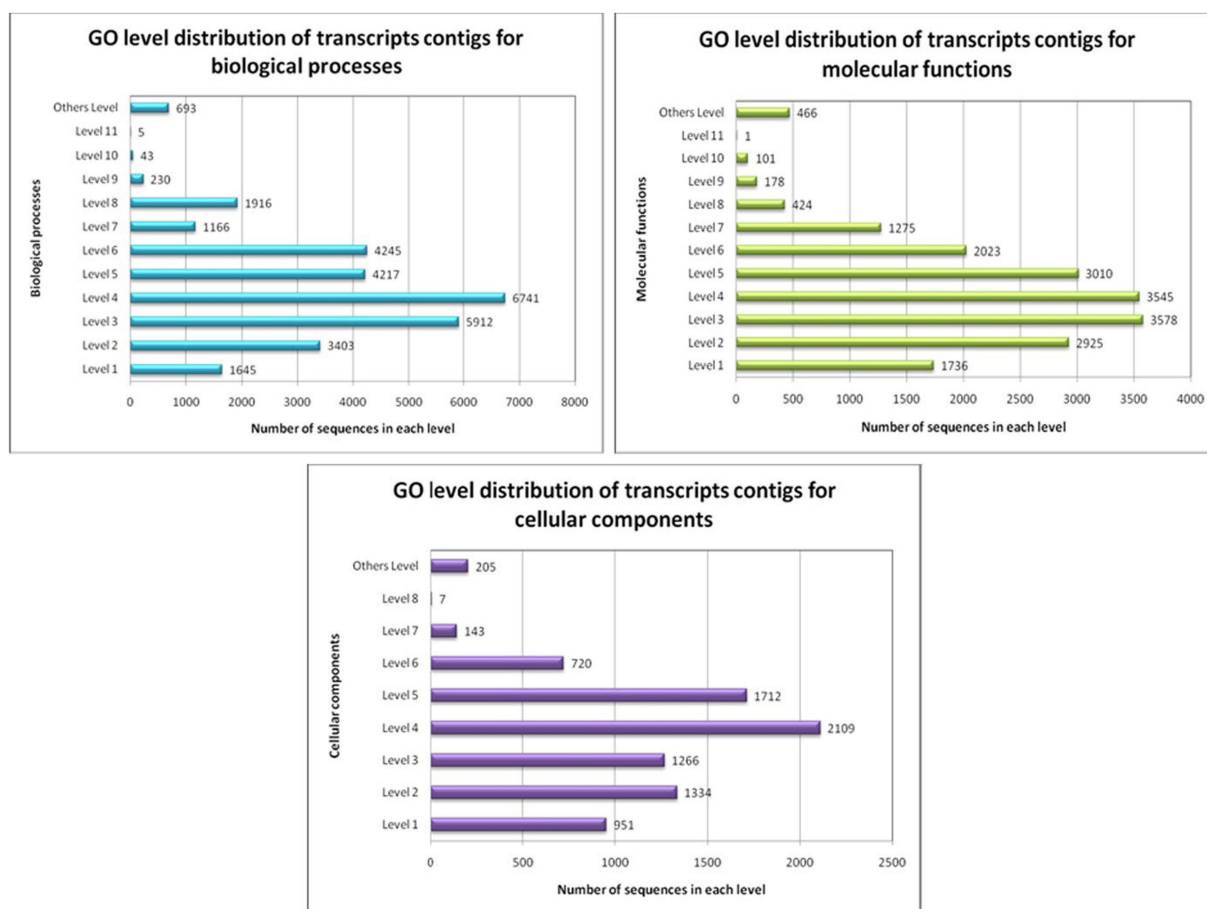 GO level distribution of transcripts contigs for
biological processes
Biological processes
Others Level 693
Level 11 5
Level 10 43
Level 9 230
Level 8 1916
Level 7 1166
Level 6 4245
Level 5 4217
Level 4 6741
Level 3 5912
Level 2 3403
Level 1 1645
0 1000 2000 3000 4000 5000 6000 7000 8000
Number of sequences in each level
GO level distribution of transcripts contigs for
molecular functions
Molecular functions
Others Level 466
Level 11 1
Level 10 101
Level 9 178
Level 8 424
Level 7 1275
Level 6 2023
Level 5 3010
Level 4 3545
Level 3 3578
Level 2 2925
Level 1 1736
0 500 1000 1500 2000 2500 3000 3500 4000
Number of sequences in each level
GO level distribution of transcripts contigs for
cellular components
Cellular components
Others Level 205
Level 8 7
Level 7 143
Level 6 720
Level 5 1712
Level 4 2109
Level 3 1266
Level 2 1334
Level 1 951
0 500 1000 1500 2000 2500
Number of sequences in each level